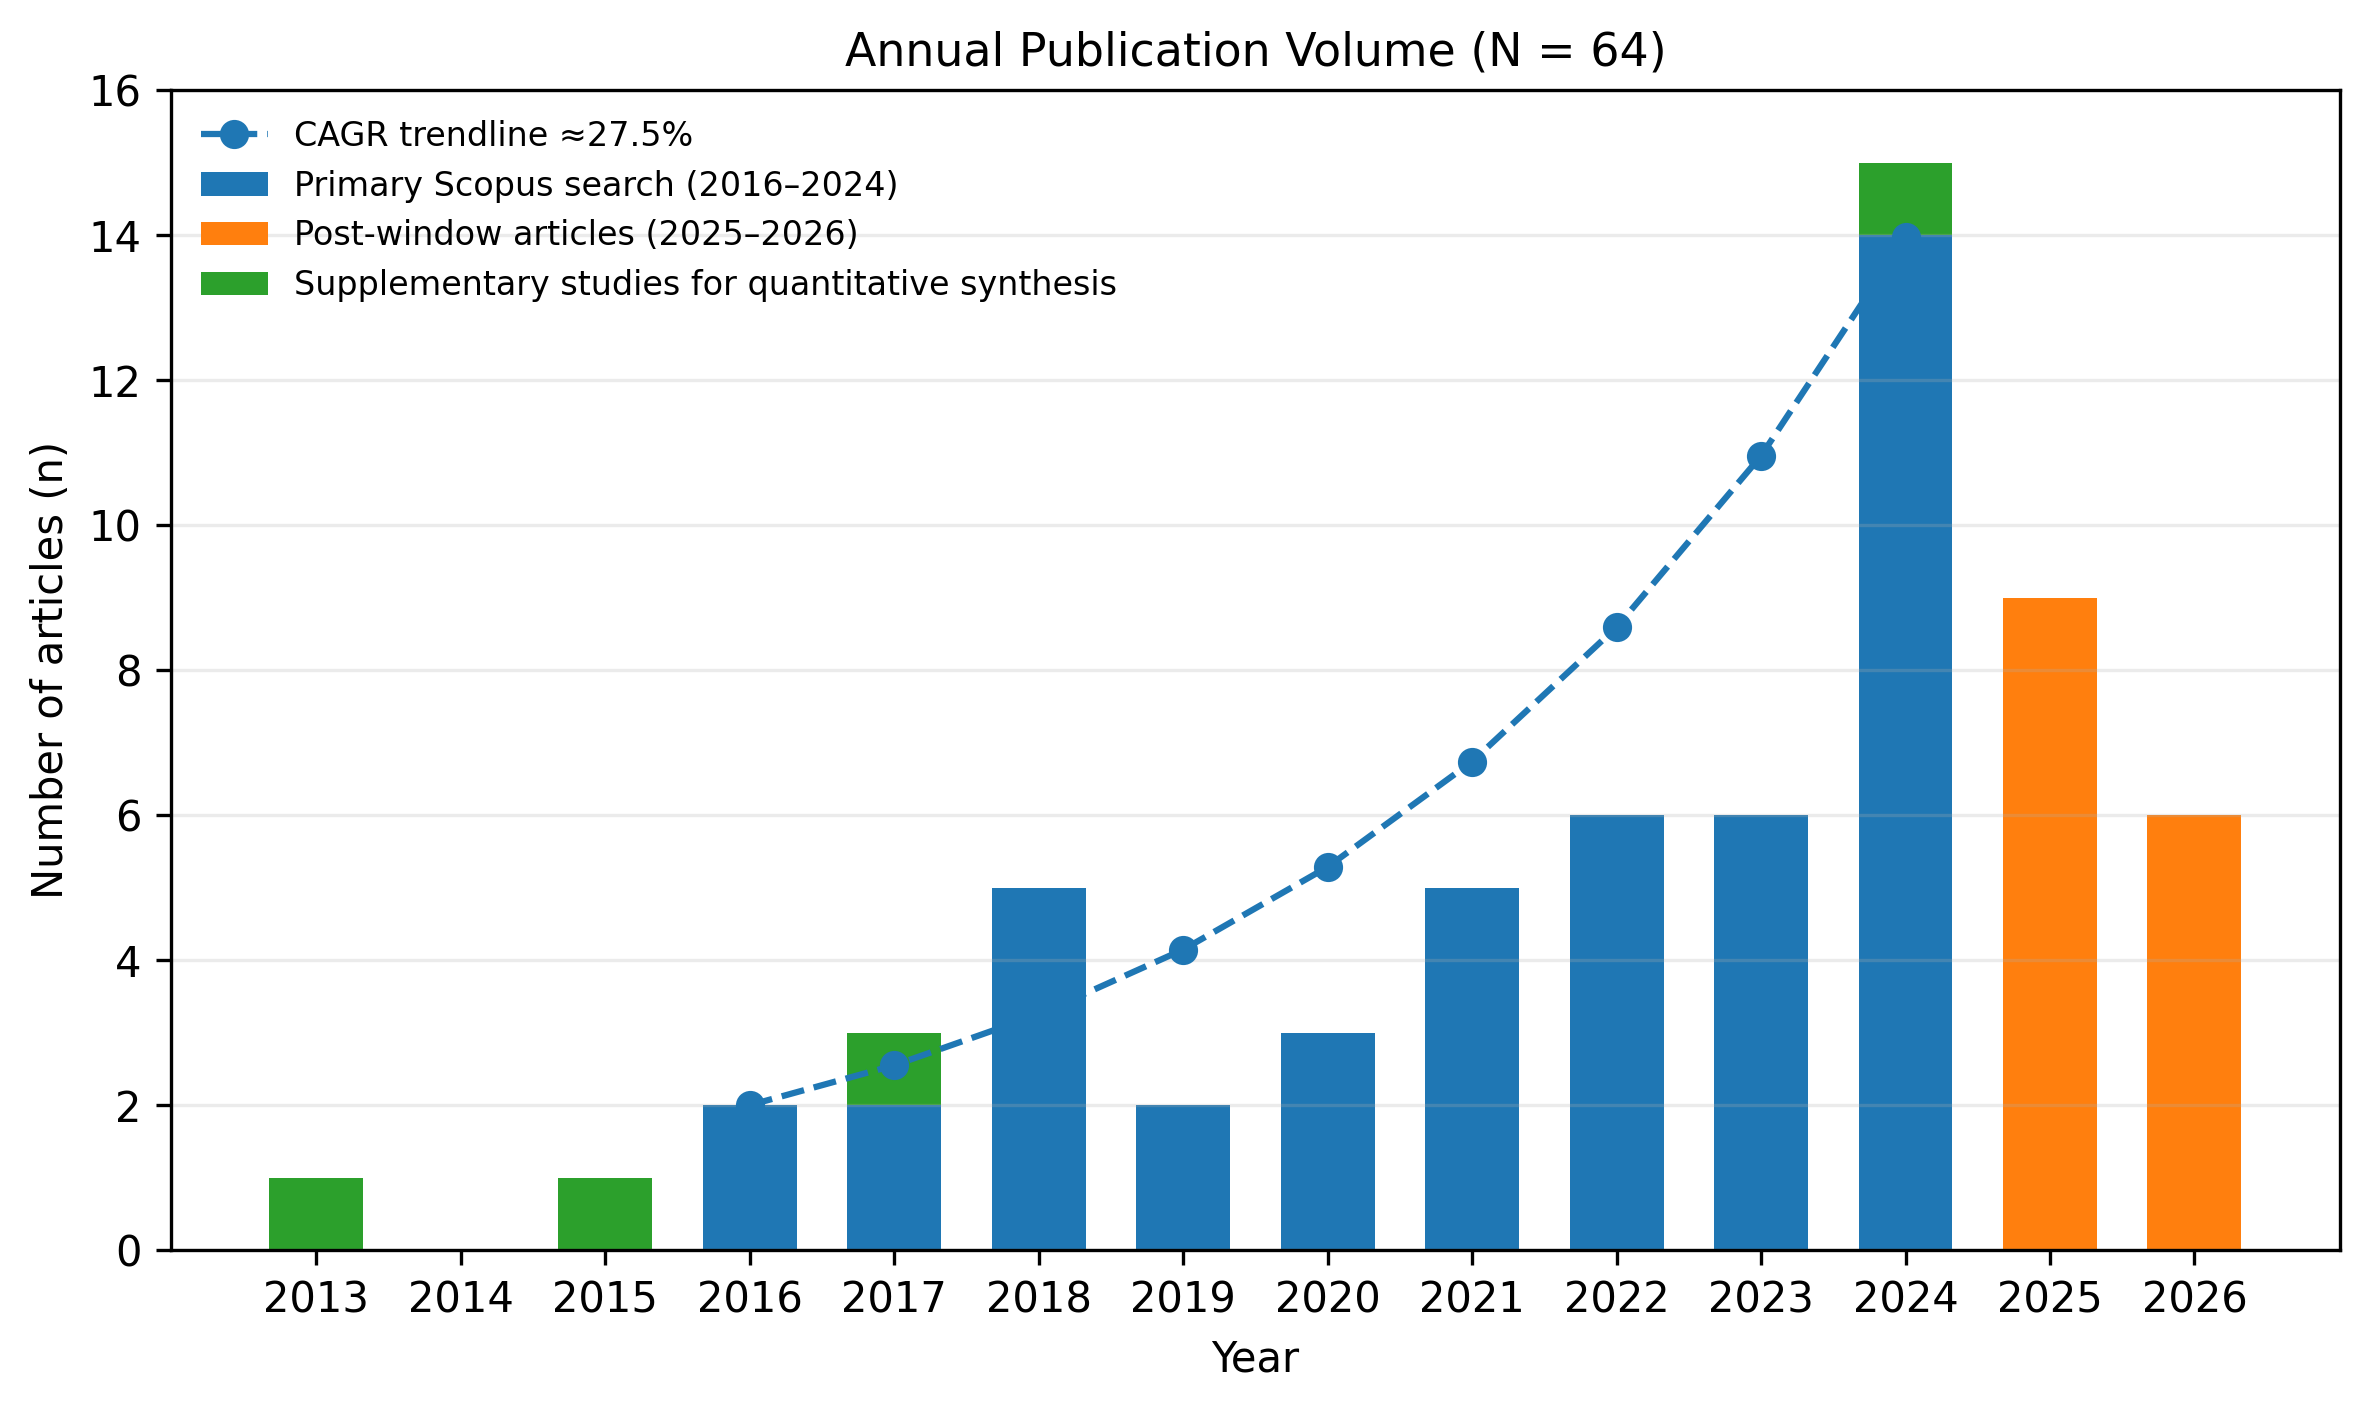 Annual Publication Volume (N = 64)
CAGR trendline ≈27.5%
Primary Scopus search (2016–2024)
Post-window articles (2025–2026)
Supplementary studies for quantitative synthesis
Number of articles (n)
16
14
12
10
8
6
4
2
0
2013 2014 2015 2016 2017 2018 2019 2020 2021 2022 2023 2024 2025 2026
Year